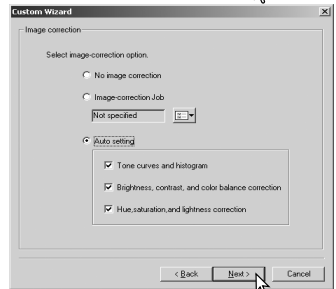 Custom Wizard
Image correction
Select image-correction option.
No image correction
Image-correction Job
Not specified
Auto setting
Tone curves and histogram
Brightness, contrast, and color balance correction
Hue,saturation,and lightness correction
< Back Next > Cancel